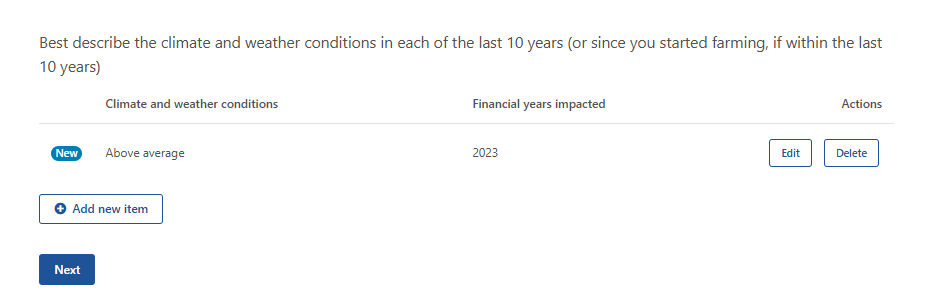 Best describe the climate and weather conditions in each of the last 10 years (or since you started farming, if within the last
10 years)
Climate and weather conditions Financial years impacted Actions
New Above average 2023 Edit Delete
Add new item
Next